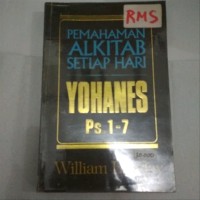 RMS
PEMAHAMAN
ALKITAB
SETIAP HARI
YOHANES
Ps 1-7
William